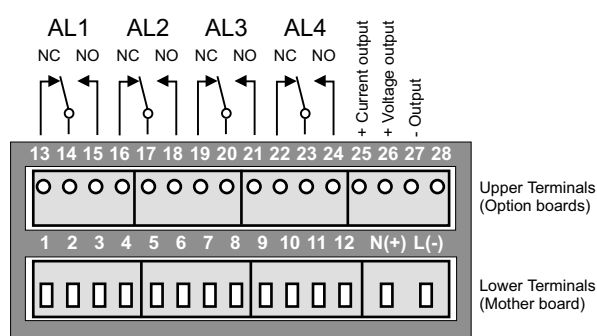 AL1 AL2 AL3 AL4
NC NO NC NO NC NO NC NO
+ Current output
+ Voltage output
- Output
13 14 15 16 17 18 19 20 21 22 23 24 25 26 27 28
Upper Terminals
(Option boards)
1 2 3 4 5 6 7 8 9 10 11 12 N(+) L(-)
Lower Terminals
(Mother board)